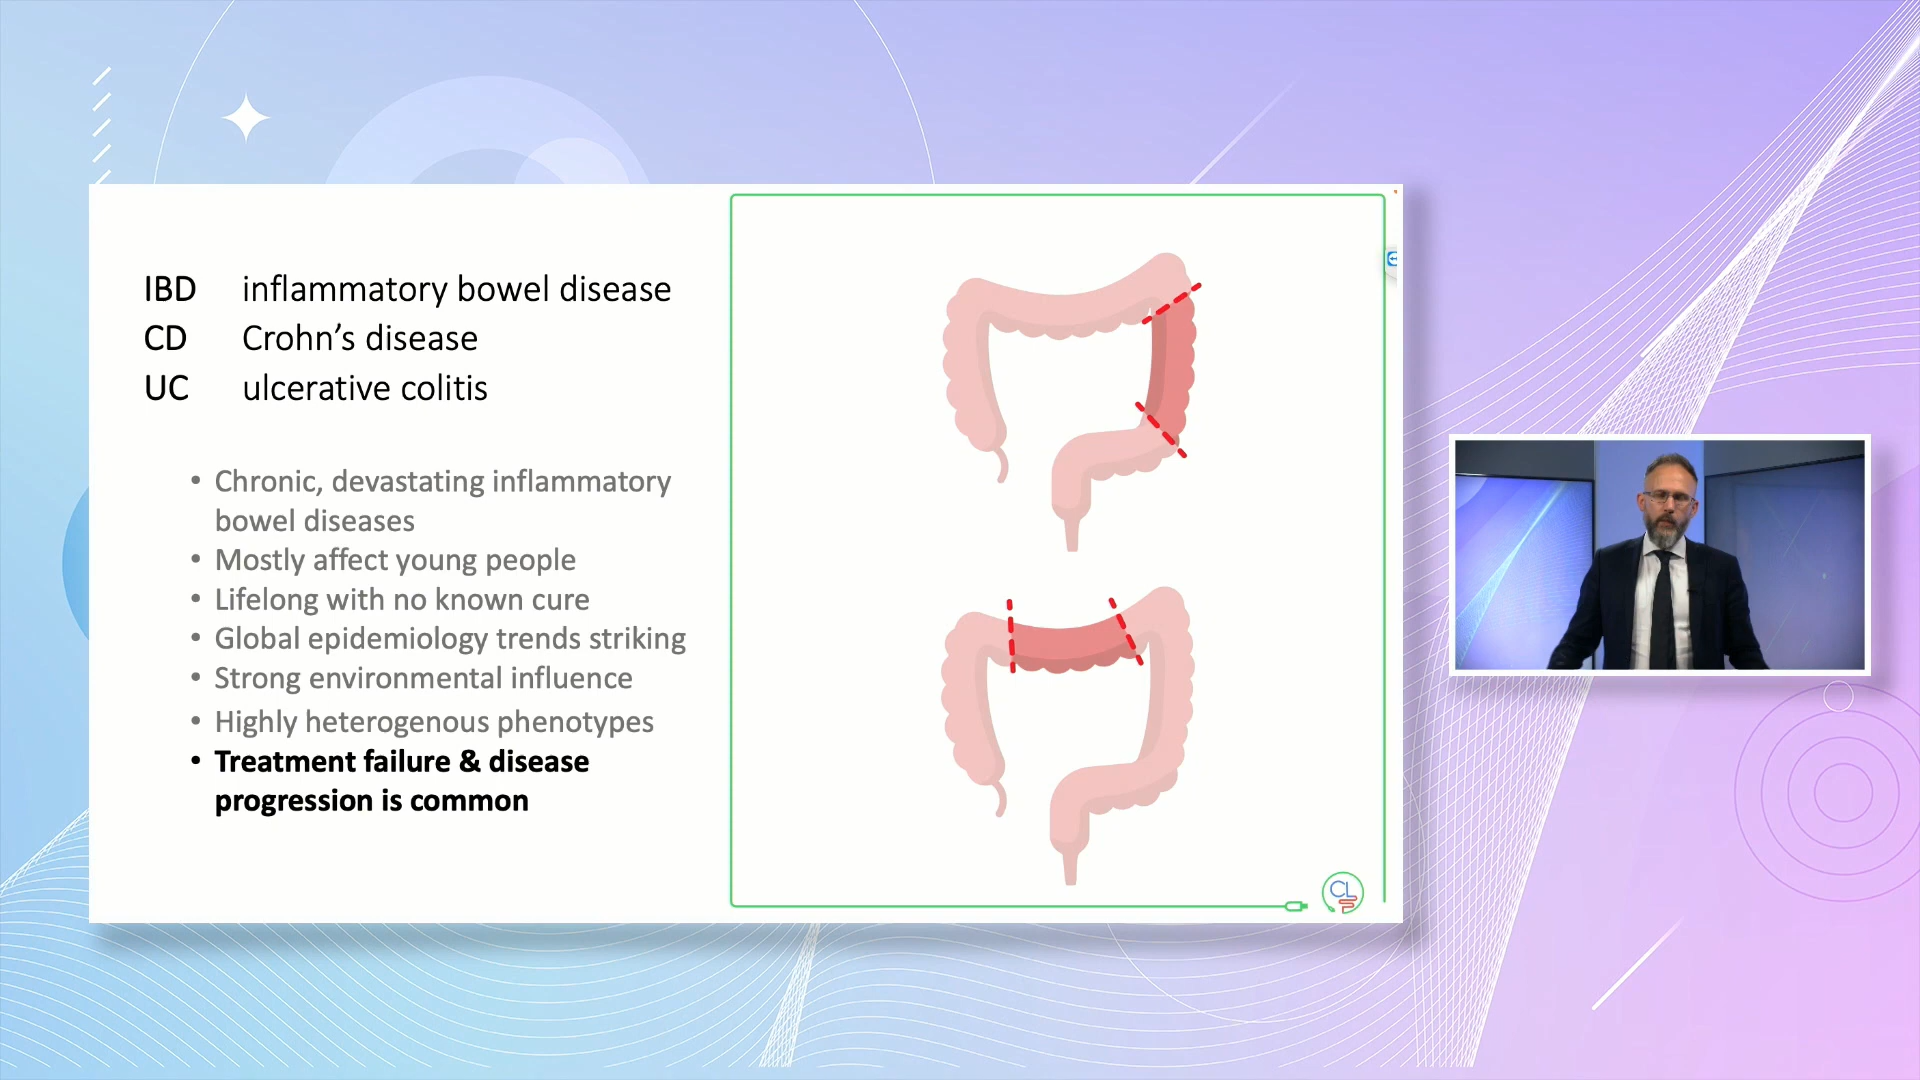 IBD inflammatory bowel disease
CD Crohn’s disease
UC ulcerative colitis
• Chronic, devastating inflammatory
bowel diseases
• Mostly affect young people
• Lifelong with no known cure
• Global epidemiology trends striking
• Strong environmental influence
• Highly heterogenous phenotypes
• Treatment failure & disease
progression is common
CL